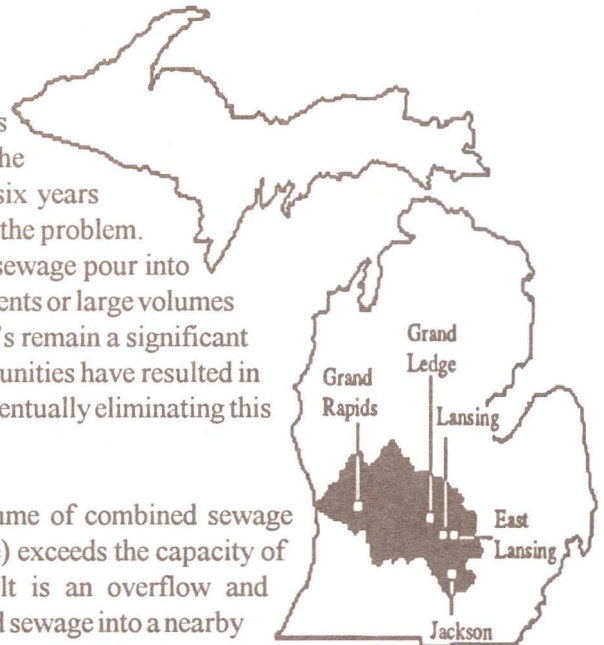 s
he
six years
the problem.
sewage pour into
ents or large volumes
's remain a significant
unities have resulted in
entually eliminating this
ume of combined sewage
e) exceeds the capacity of
lt is an overflow and
d sewage into a nearby
Grand
Ledge
Grand
Rapids
Lansing
East
Lansing
Jackson